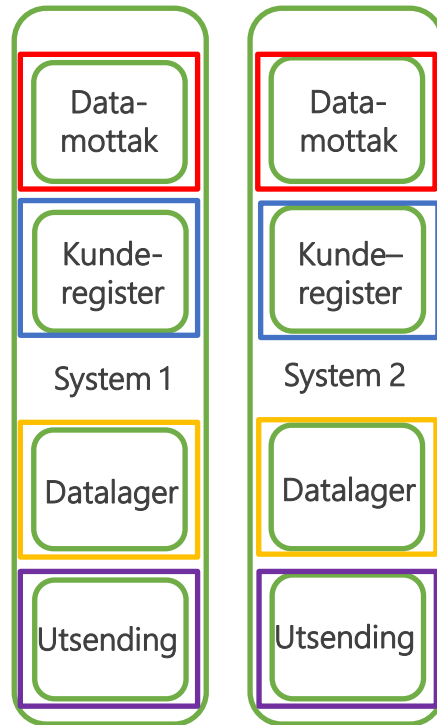 Data-
mottak
Kunde-
register
System 1
Datalager
Utsending
Data-
mottak
Kunde–
register
System 2
Datalager
Utsending